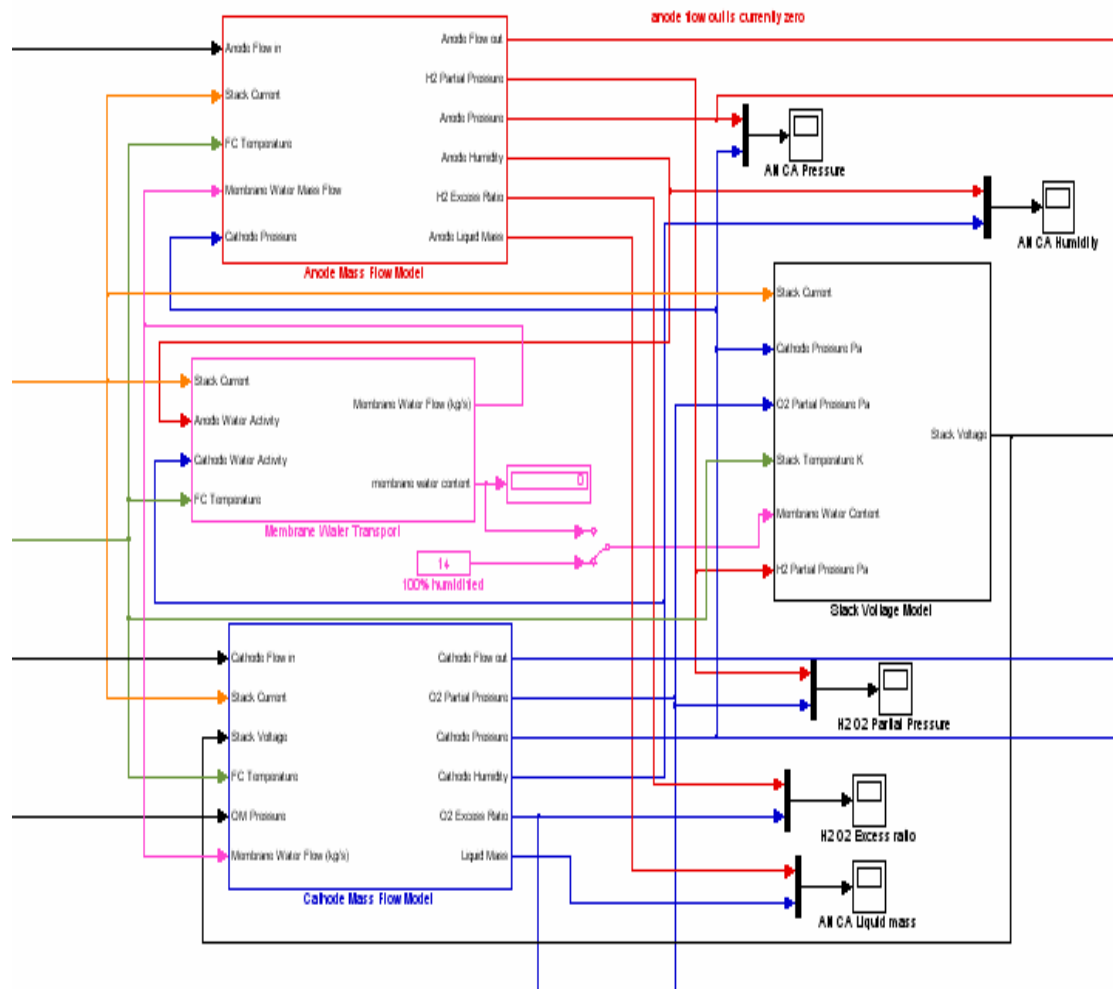 anode flow out is currently zero
Anode Flow in
Stack Current
FC Temperature
Membrane Water Mass Flow
Cathode Pressure
Anode Flow out
H2 Partial Pressure
Anode Pressure
Anode Humidity
H2 Excess Ratio
Anode Liquid Mass
Anode Mass Flow Model
AN CA Pressure
AN CA Humidity
Stack Current
Cathode Pressure Pa
O2 Partial Pressure Pa
Stack Temperature K
Membrane Water Content
H2 Partial Pressure Pa
Stack Voltage
Stack Voltage Model
Stack Current
Anode Water Activity
Cathode Water Activity
FC Temperature
Membrane Water Flow (kg/s)
membrane water content
Membrane Water Transport
0
14
100% humidified
Cathode Flow in
Stack Current
Stack Voltage
FC Temperature
OM Pressure
Membrane Water Flow (kg/s)
Cathode Flow out
O2 Partial Pressure
Cathode Pressure
Cathode Humidity
O2 Excess Ratio
Liquid Mass
Cathode Mass Flow Model
H2 O2 Partial Pressure
H2 O2 Excess ratio
AN CA Liquid mass